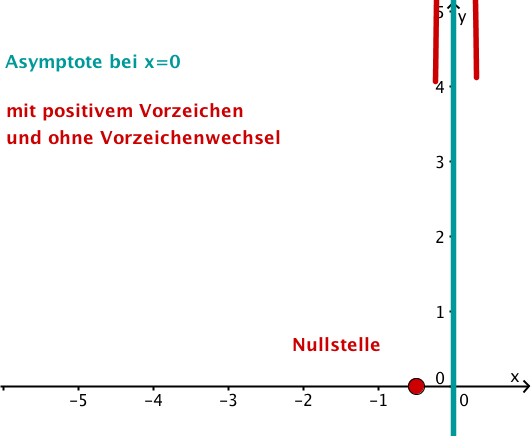 5
y
Asymptote bei x=0
4
mit positivem Vorzeichen
und ohne Vorzeichenwechsel
3
2
1
Nullstelle
0
x
-5 -4 -3 -2 -1 0